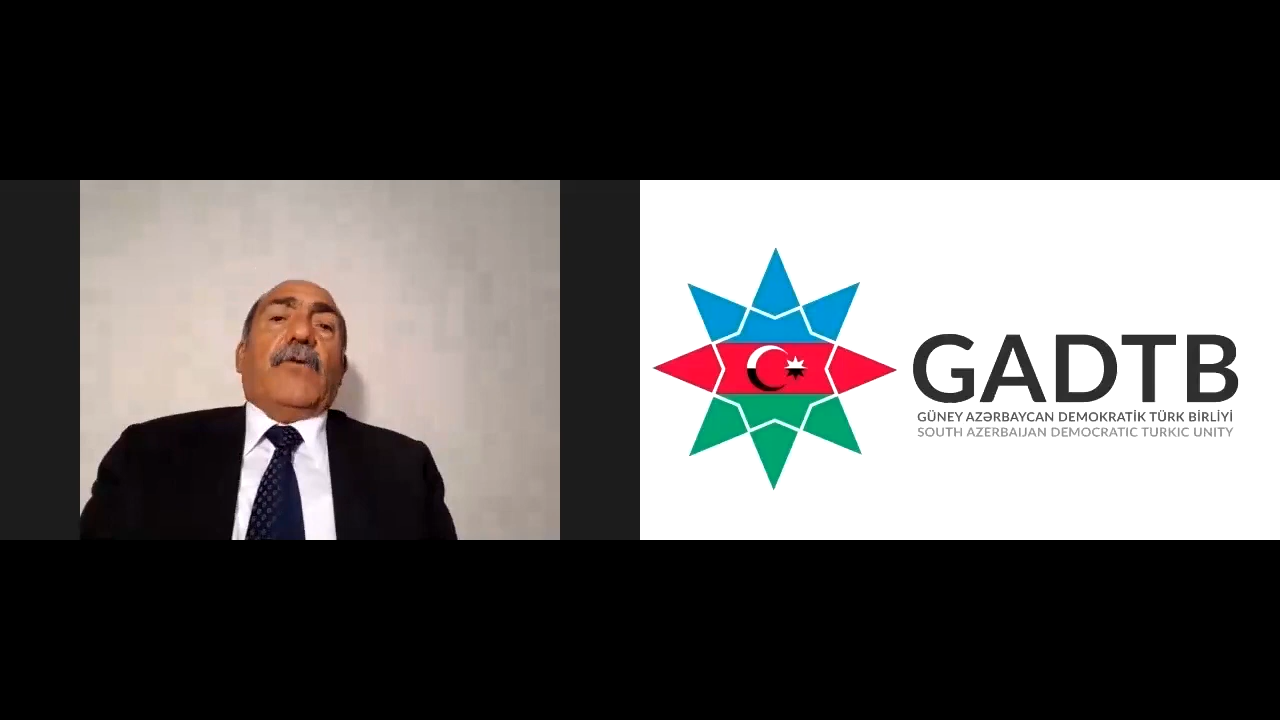 GADTB
GÜNEY AZƏRBAYCAN DEMOKRATİK TÜRK BİRLİYİ
SOUTH AZERBAIJAN DEMOCRATIC TURKIC UNITY